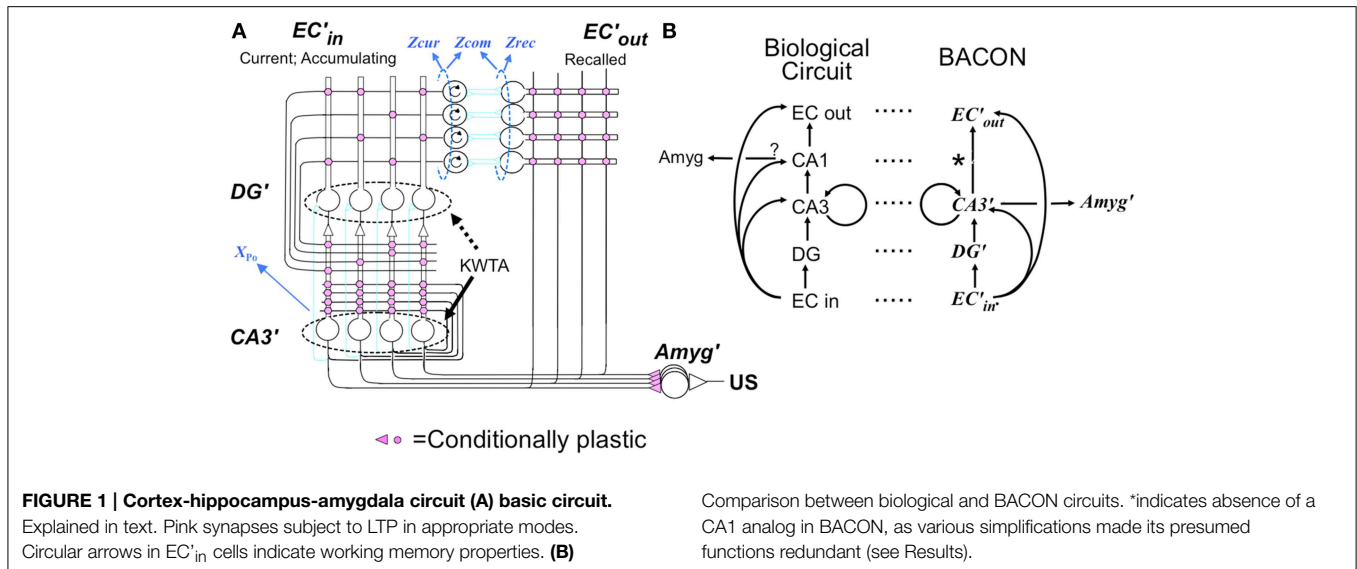 A
EC'in
Current; Accumulating
Zcur
Zcom
Zrec
EC'out
Recalled
DG'
XPo
KWTA
CA3'
Amyg'
US
=Conditionally plastic
B
Biological
Circuit
BACON
EC out ..... EC'out
Amyg ? CA1 ..... *
CA3 ..... CA3' Amyg'
DG ..... DG'
EC in ..... EC'in.
FIGURE 1 | Cortex-hippocampus-amygdala circuit (A) basic circuit.
Explained in text. Pink synapses subject to LTP in appropriate modes.
Circular arrows in EC'in cells indicate working memory properties. (B)
Comparison between biological and BACON circuits. *indicates absence of a
CA1 analog in BACON, as various simplifications made its presumed
functions redundant (see Results).